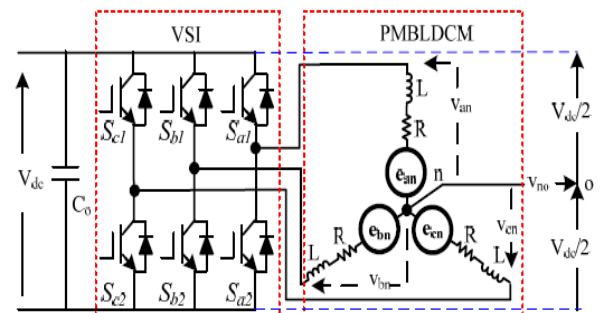 VSI
PMBLDCM
Sc1
Sb1
Sa1
Vdc
Co
Sc2
Sb2
Sa2
L
R
van
ean
n
vno
o
Vdc/2
Vdc/2
ebn
ecn
R
L
vbn
R
L
vcn